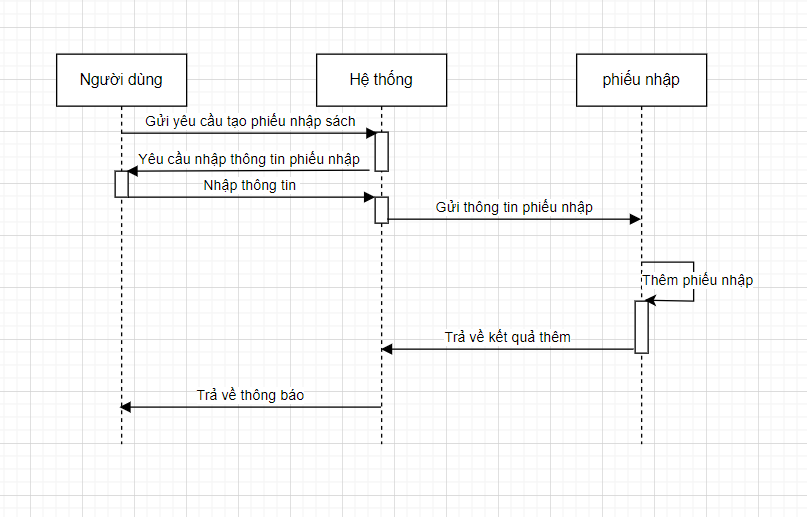 Người dùng
Hệ thống
phiếu nhập
Gửi yêu cầu tạo phiếu nhập sách
Yêu cầu nhập thông tin phiếu nhập
Nhập thông tin
Gửi thông tin phiếu nhập
Thêm phiếu nhập
Trả về kết quả thêm
Trả về thông báo